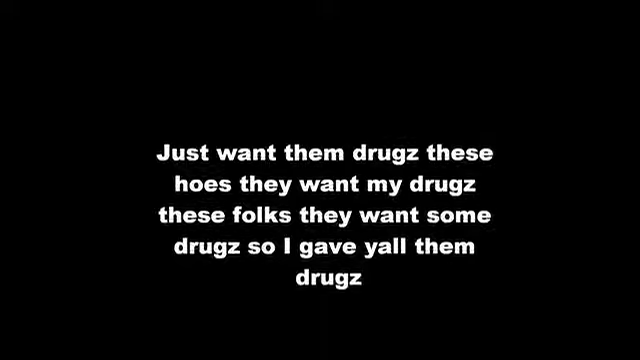 Just want them drugz these
hoes they want my drugz
these folks they want some
drugz so I gave yall them
drugz